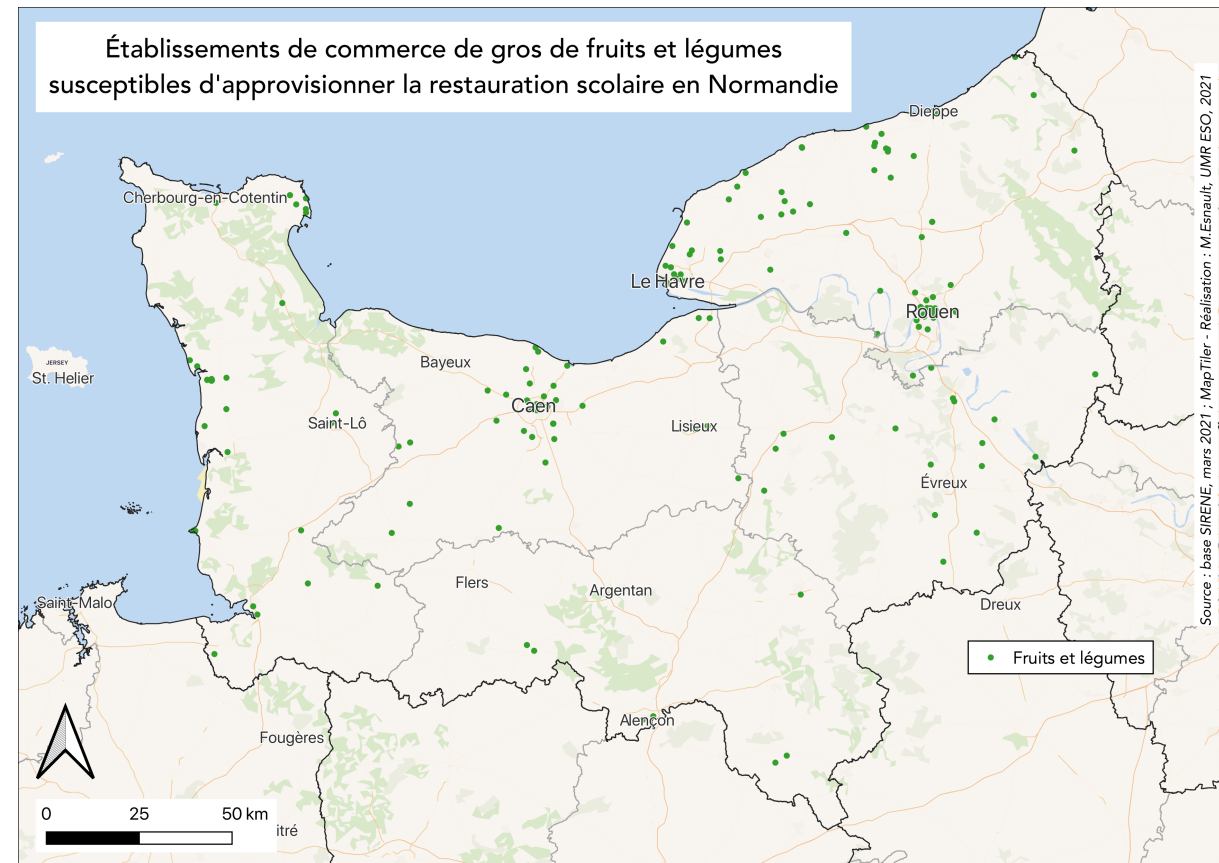 Établissements de commerce de gros de fruits et légumes
susceptibles d'approvisionner la restauration scolaire en Normandie
Dieppe
Cherbourg-en-Cotentin
Le Havre
Rouen
JERSEY
St. Helier
Bayeux
Caen
Saint-Lô
Lisieux
Évreux
Flers
Argentan
Saint-Malo
Dreux
Fruits et légumes
Alençon
Fougères
0 25 50 km
itré
Source : base SIRENE, mars 2021 ; MapTiler - Réalisation : M.Esnault, UMR ESO, 2021